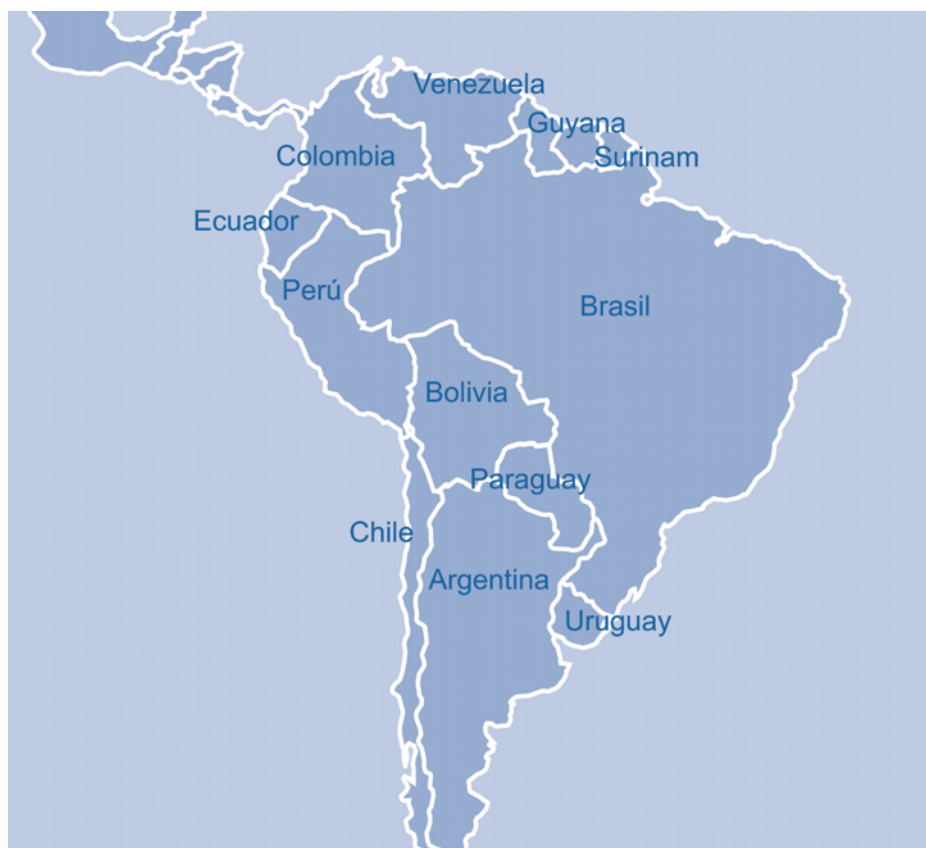 Venezuela
Guyana
Colombia
Surinam
Ecuador
Perú
Brasil
Bolivia
Paraguay
Chile
Argentina
Uruguay